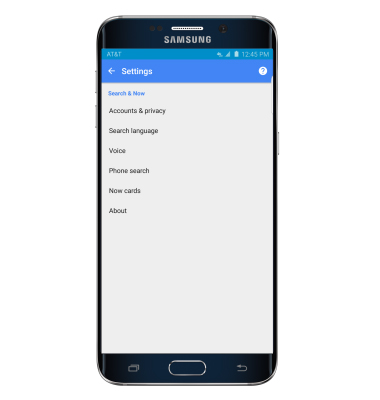 SAMSUNG
AT&T 12:45 PM
Settings ?
Search & Now
Accounts & privacy
Search language
Voice
Phone search
Now cards
About